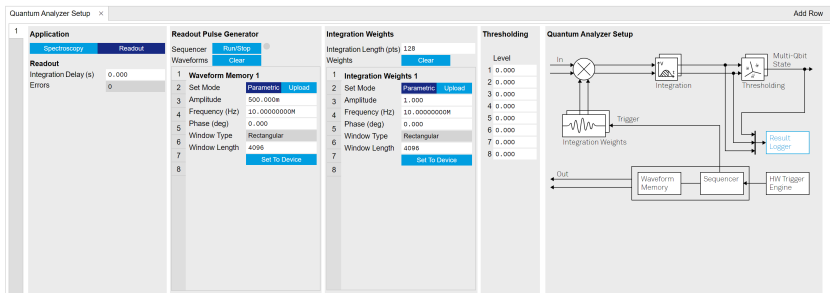 Quantum Analyzer Setup ×
Add Row
1
Application
Spectroscopy Readout
Readout
Integration Delay (s) 0.000
Errors 0
Readout Pulse Generator
Sequencer Run/Stop
Waveforms Clear
1 Waveform Memory 1
2 Set Mode Parametric Upload
3 Amplitude 500.000m
4 Frequency (Hz) 10.00000000M
5 Phase (deg) 0.000
6 Window Type Rectangular
7 Window Length 4096
8 Set To Device
Integration Weights
Integration Length (pts) 128
Weights Clear
1 Integration Weights 1
2 Set Mode Parametric Upload
3 Amplitude 1.000
4 Frequency (Hz) 10.00000000M
5 Phase (deg) 0.000
6 Window Type Rectangular
7 Window Length 4096
8 Set To Device
Thresholding
Level
1 0.000
2 0.000
3 0.000
4 0.000
5 0.000
6 0.000
7 0.000
8 0.000
Quantum Analyzer Setup
In
Multi-Qbit
State
Integration
Thresholding
Trigger
Integration Weights
Result
Logger
Out
Waveform
Memory
Sequencer
HW Trigger
Engine